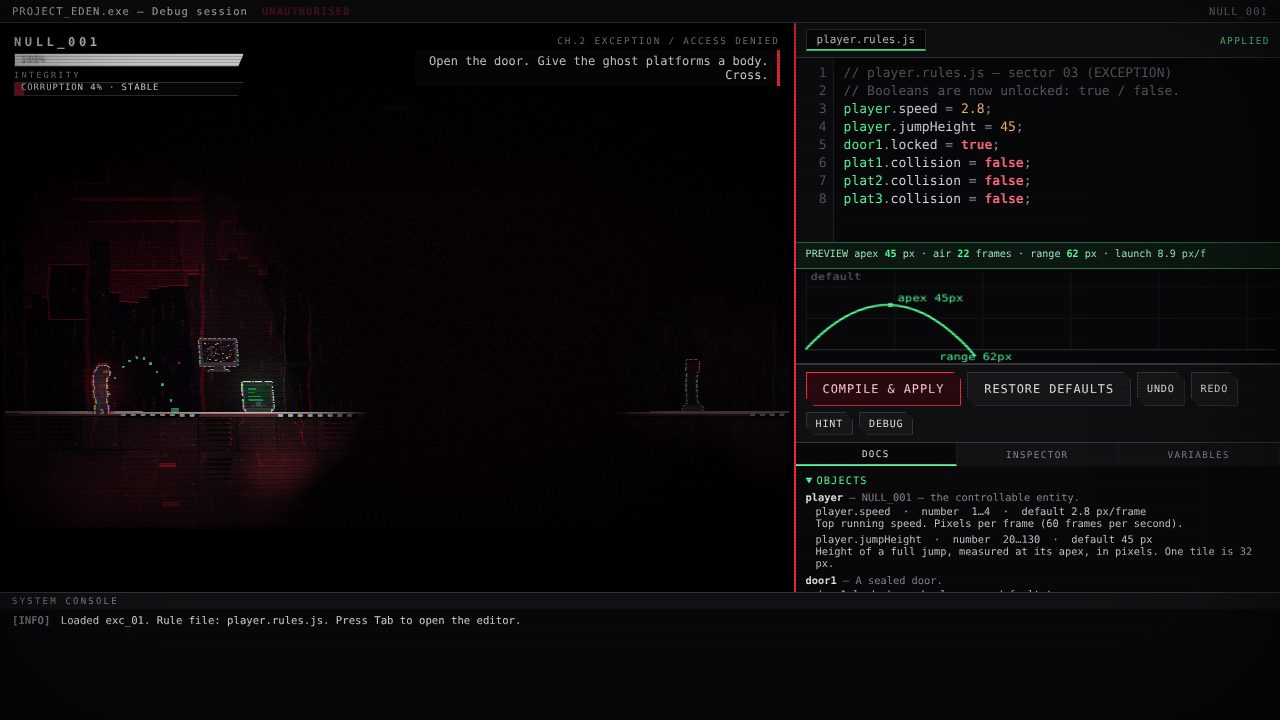 PROJECT_EDEN.exe — Debug session UNAUTHORISED NULL_001
NULL_001
100%
INTEGRITY
CORRUPTION 4% · STABLE
CH.2 EXCEPTION / ACCESS DENIED
Open the door. Give the ghost platforms a body.
Cross.
player.rules.js APPLIED
1 // player.rules.js — sector 03 (EXCEPTION)
2 // Booleans are now unlocked: true / false.
3 player.speed = 2.8;
4 player.jumpHeight = 45;
5 door1.locked = true;
6 plat1.collision = false;
7 plat2.collision = false;
8 plat3.collision = false;
PREVIEW apex 45 px · air 22 frames · range 62 px · launch 8.9 px/f
default
apex 45px
range 62px
COMPILE & APPLY RESTORE DEFAULTS UNDO REDO
HINT DEBUG
DOCS INSPECTOR VARIABLES
▼ OBJECTS
player — NULL_001 — the controllable entity.
player.speed · number 1…4 · default 2.8 px/frame
Top running speed. Pixels per frame (60 frames per second).
player.jumpHeight · number 20…130 · default 45 px
Height of a full jump, measured at its apex, in pixels. One tile is 32
px.
door1 — A sealed door.
SYSTEM CONSOLE
[INFO] Loaded exc_01. Rule file: player.rules.js. Press Tab to open the editor.